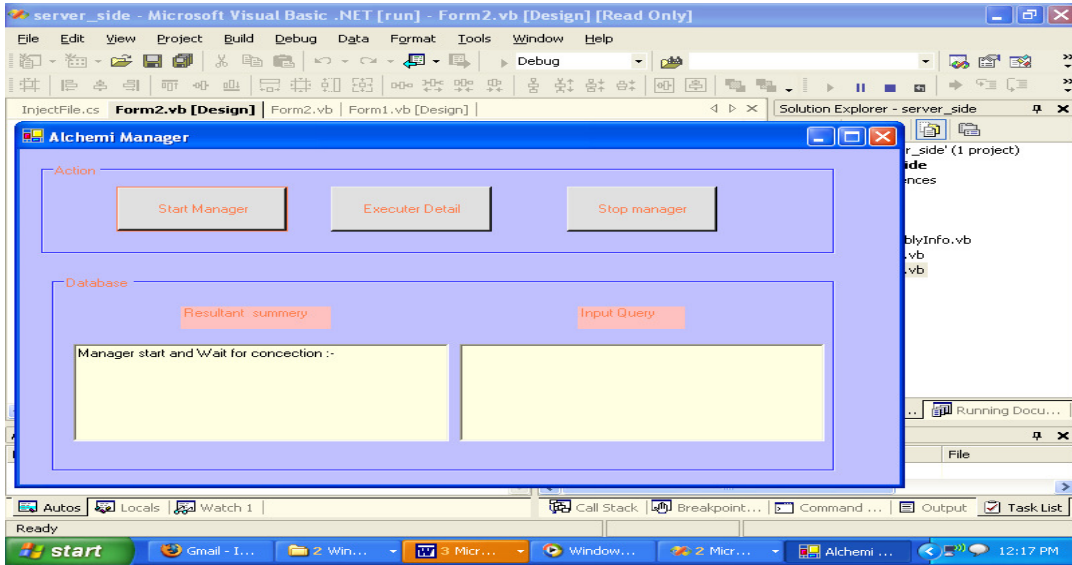 server_side - Microsoft Visual Basic .NET [run] - Form2.vb [Design] [Read Only]
File Edit View Project Build Debug Data Format Tools Window Help
Debug
InjectFile.cs Form2.vb [Design] Form2.vb Form1.vb [Design]
Solution Explorer - server_side
Alchemi Manager
r_side' (1 project)
ide
ences
blyInfo.vb
.vb
.vb
Action
Start Manager Executer Detail Stop manager
Database
Resultant summery Input Query
Manager start and Wait for concection :-
.. Running Docu...
File
Autos Locals Watch 1
Call Stack Breakpoint... Command ... Output Task List
Ready
start Gmail - I... 2 Win... 3 Micr... Window... 2 Micr... Alchemi ... 12:17 PM